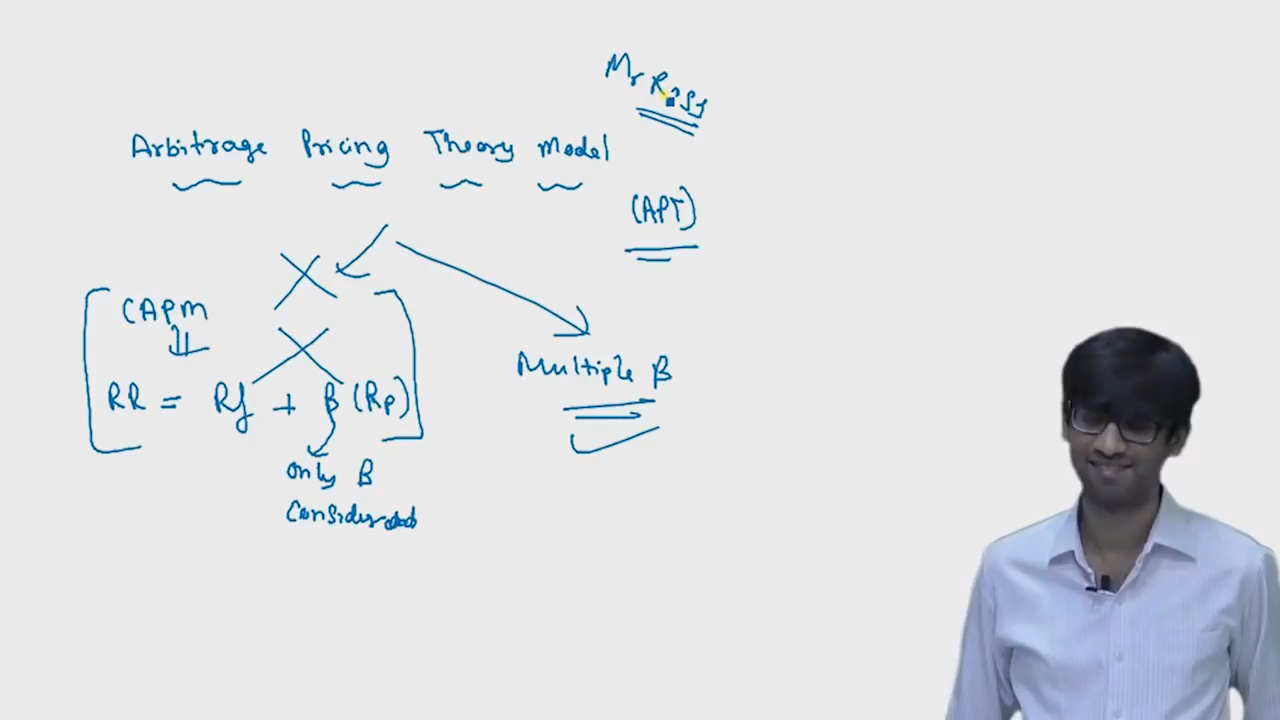 Mr Ross
Arbitrage Pricing Theory Model
(APT)
CAPM
RR = Rf + β (Rp)
Multiple β
only β
Considered